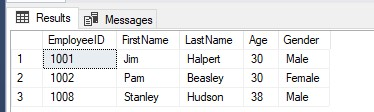 Results Messages
EmployeeID FirstName LastName Age Gender
1 1001 Jim Halpert 30 Male
2 1002 Pam Beasley 30 Female
3 1008 Stanley Hudson 38 Male